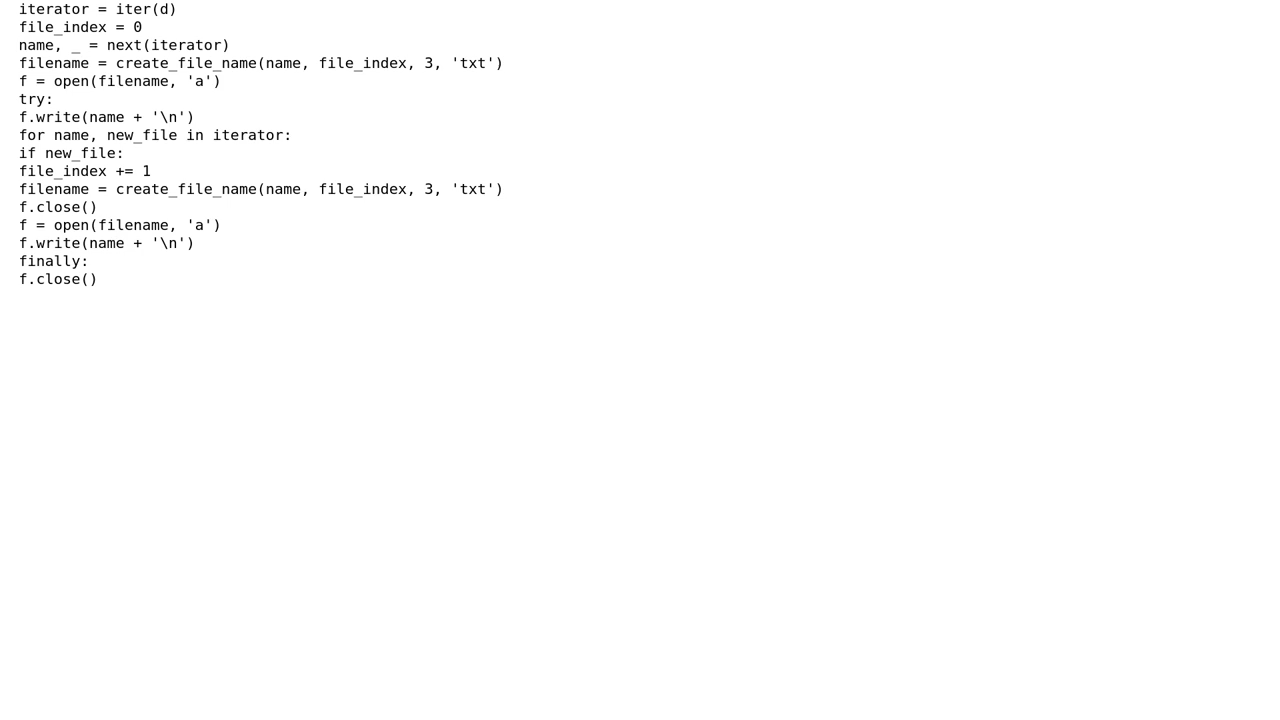 iterator = iter(d)
file_index = 0
name, _ = next(iterator)
filename = create_file_name(name, file_index, 3, 'txt')
f = open(filename, 'a')
try:
f.write(name + '\n')
for name, new_file in iterator:
if new_file:
file_index += 1
filename = create_file_name(name, file_index, 3, 'txt')
f.close()
f = open(filename, 'a')
f.write(name + '\n')
finally:
f.close()